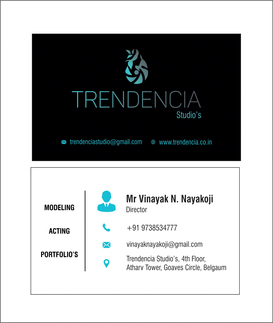 TRENDENCIA
Studio's
trendenciastudio@gmail.com www.trendencia.co.in
Mr Vinayak N. Nayakoji
Director
MODELING
ACTING
PORTFOLIO'S
+91 9738534777
vinayaknayakoji@gmail.com
Trendencia Studio's, 4th Floor,
Atharv Tower, Goaves Circle, Belgaum